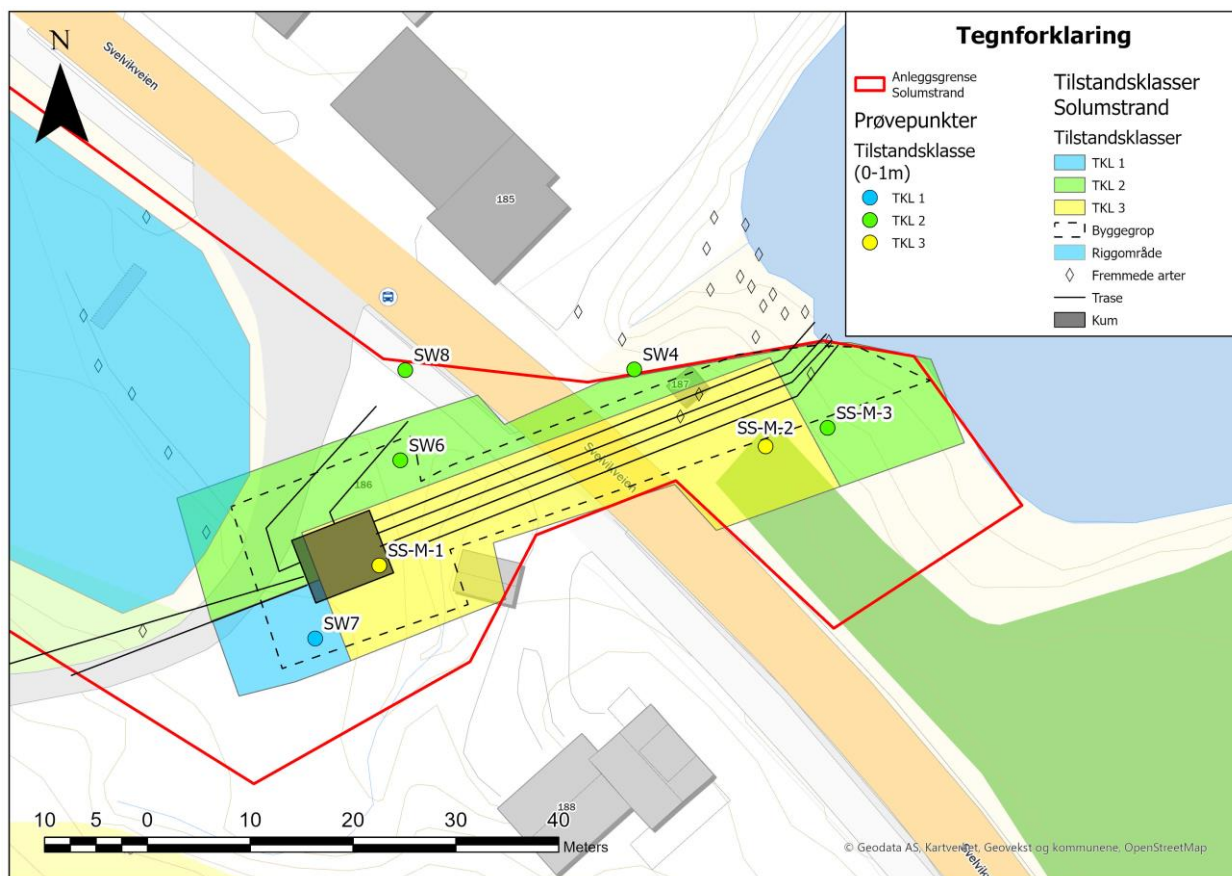 Tegnforklaring
Anleggsgrense
Solumstrand
Prøvepunkter
Tilstandsklasse
(0-1m)
TKL 1
TKL 2
TKL 3
Tilstandsklasser
Solumstrand
Tilstandsklasser
TKL 1
TKL 2
TKL 3
Byggegrop
Riggområde
Fremmede arter
Trase
Kum
N
Svelvikveien
185
SW8
SW4
187
SS-M-3
SS-M-2
SW6
Svelvikveien
186
SS-M-1
SW7
188
10 5 0 10 20 30 40
Meters
© Geodata AS, Kartverket, Geovekst og kommunene, OpenStreetMap